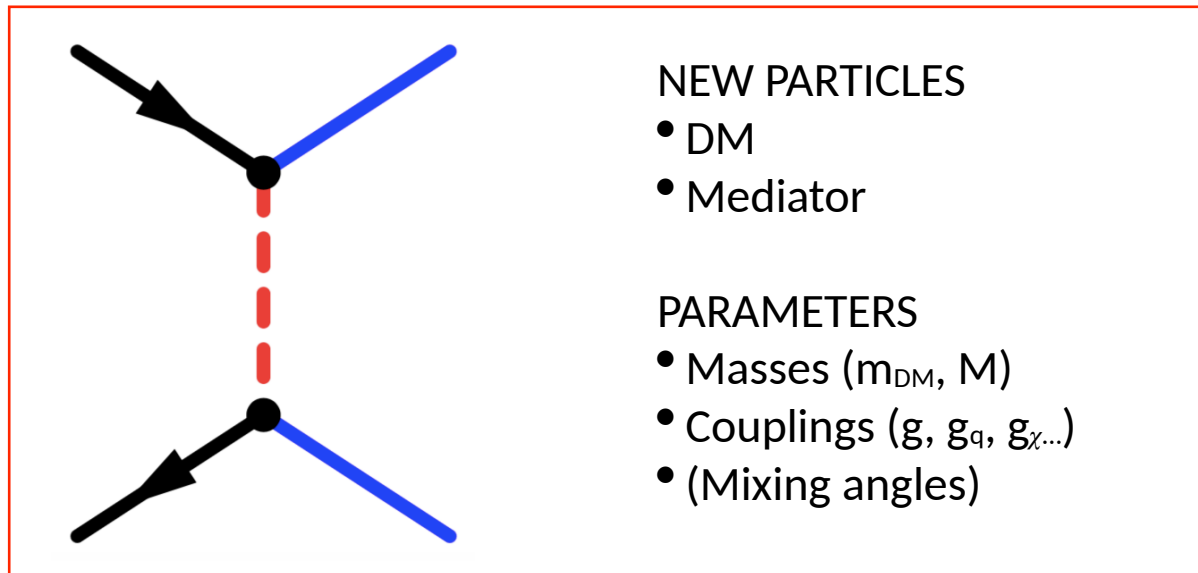 NEW PARTICLES
• DM
• Mediator
PARAMETERS
• Masses (mDM, M)
• Couplings (g, gq, gχ...)
• (Mixing angles)